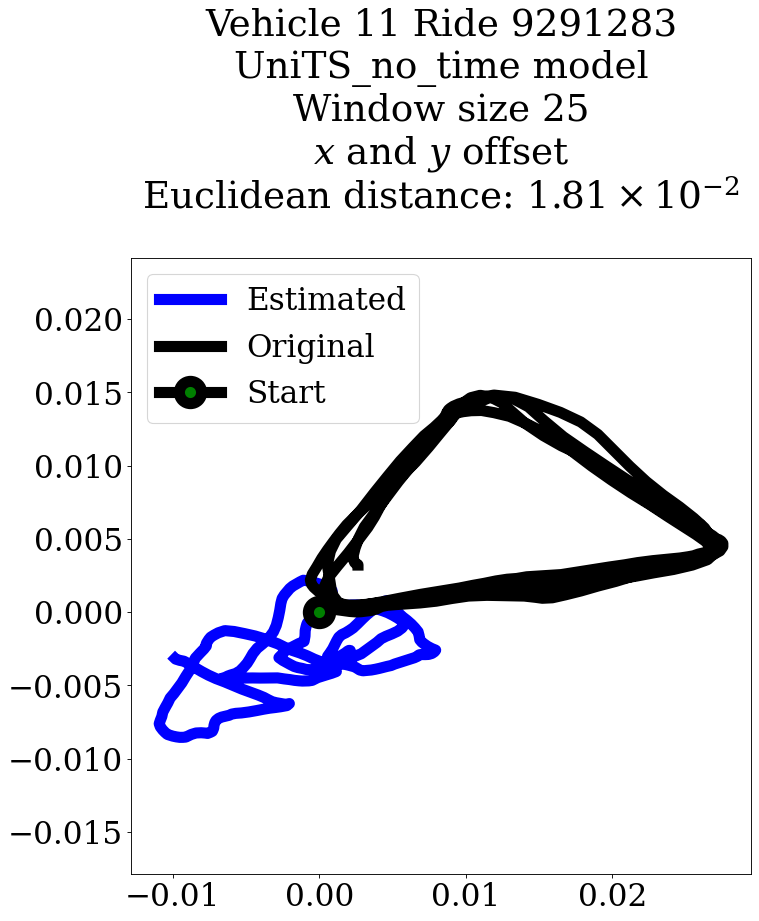 Vehicle 11 Ride 9291283
UniTS_no_time model
Window size 25
x and y offset
Euclidean distance: 1.81 × 10⁻²
Estimated
Original
Start
0.020
0.015
0.010
0.005
0.000
−0.005
−0.010
−0.015
−0.01 0.00 0.01 0.02